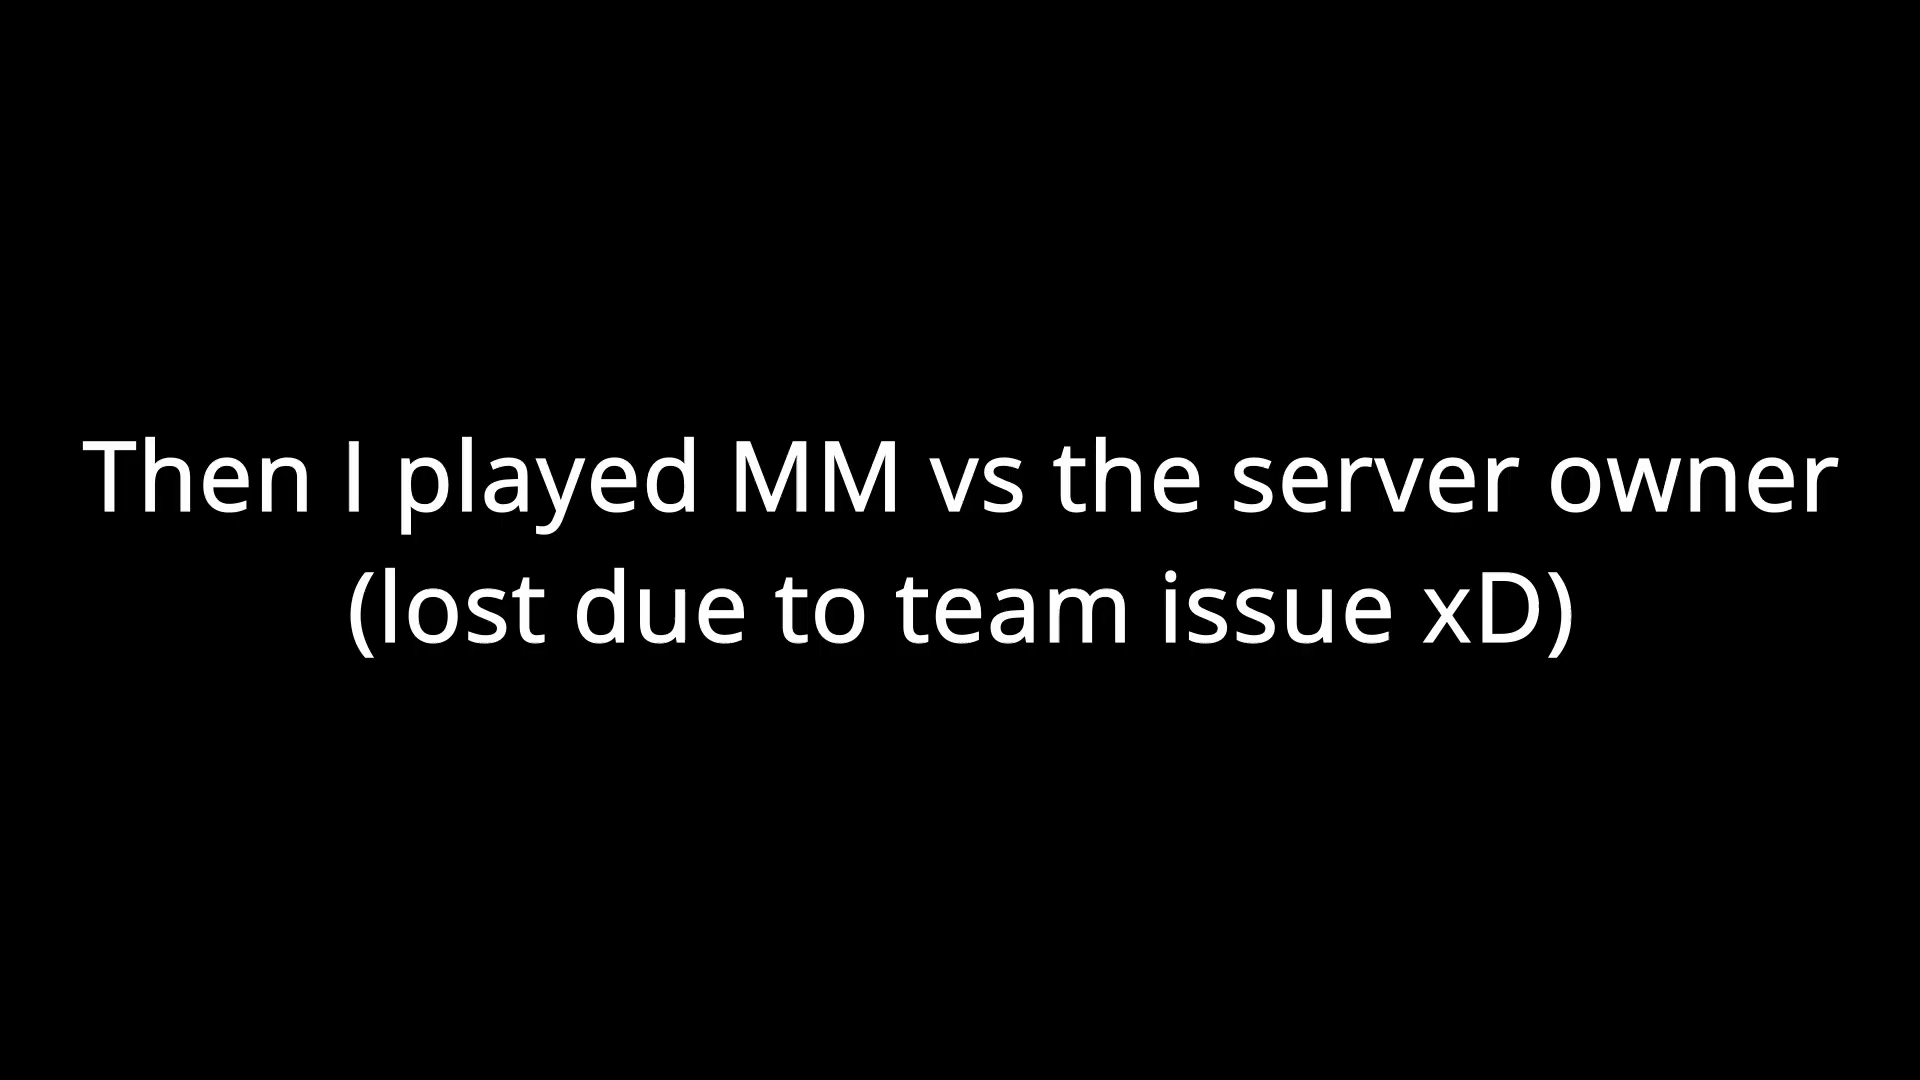 Then I played MM vs the server owner
(lost due to team issue xD)